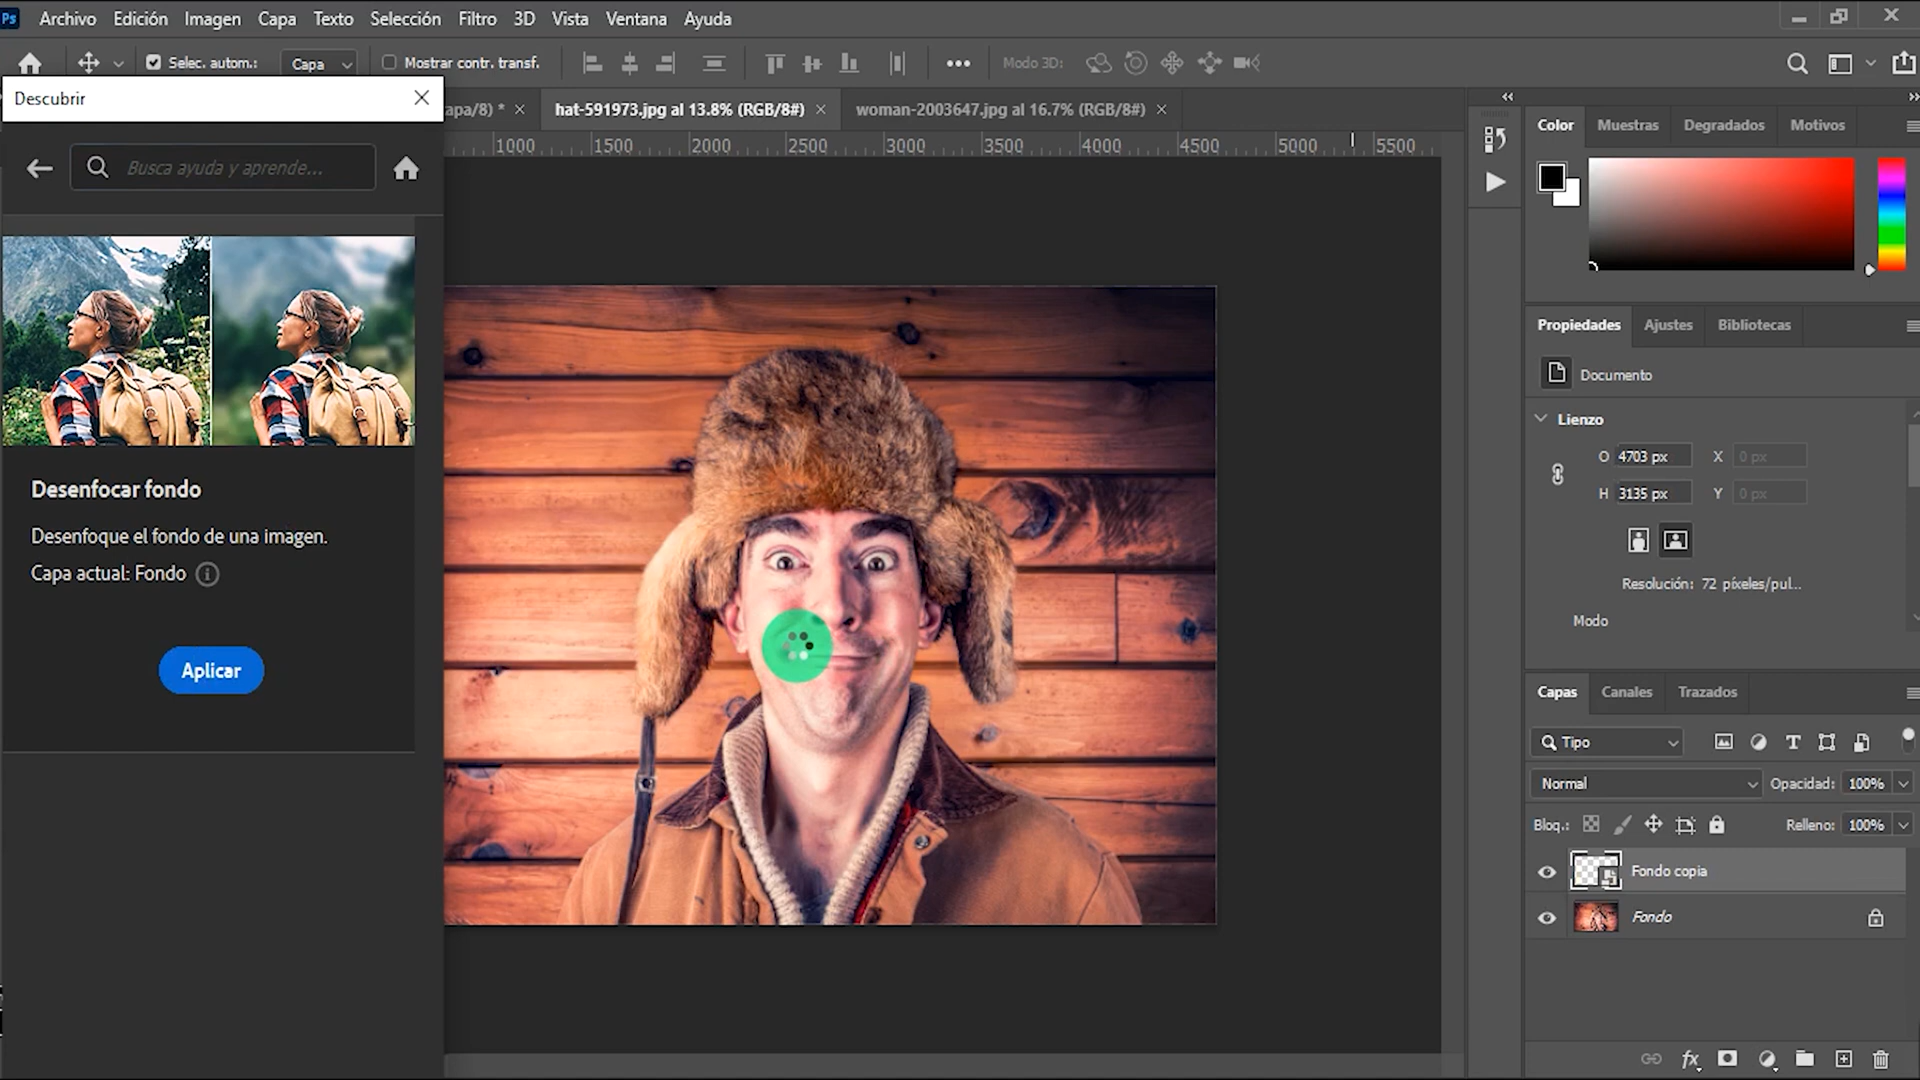 Ps Archivo Edición Imagen Capa Texto Selección Filtro 3D Vista Ventana Ayuda
Selec. autom.: Capa Mostrar contr. transf. Modo 3D:
Descubrir
apa/8) * hat-591973.jpg al 13.8% (RGB/8#) woman-2003647.jpg al 16.7% (RGB/8#)
1000 1500 2000 2500 3000 3500 4000 4500 5000 5500
Busca ayuda y aprende...
Desenfocar fondo
Desenfoque el fondo de una imagen.
Capa actual: Fondo
Aplicar
Color Muestras Degradados Motivos
Propiedades Ajustes Bibliotecas
Documento
Lienzo
O 4703 px X 0 px
H 3135 px Y 0 px
Resolución: 72 píxeles/pul...
Modo
Capas Canales Trazados
Tipo
Normal Opacidad: 100%
Bloq.: Relleno: 100%
Fondo copia
Fondo
fx